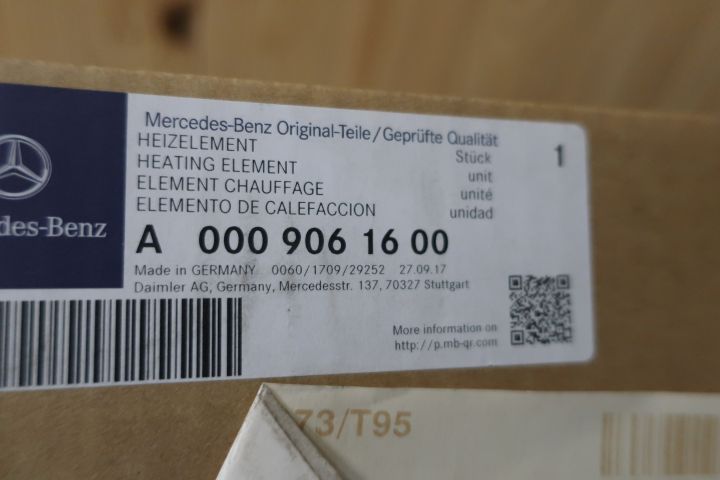 Mercedes-Benz Original-Teile/Geprüfte Qualität
HEIZELEMENT Stück 1
HEATING ELEMENT unit
ELEMENT CHAUFFAGE unité
ELEMENTO DE CALEFACCION unidad
des-Benz
A 000 906 16 00
Made in GERMANY 0060/1709/29252 27.09.17
Daimler AG, Germany, Mercedesstr. 137, 70327 Stuttgart
More information on
http://p.mb-qr.com
73/T95